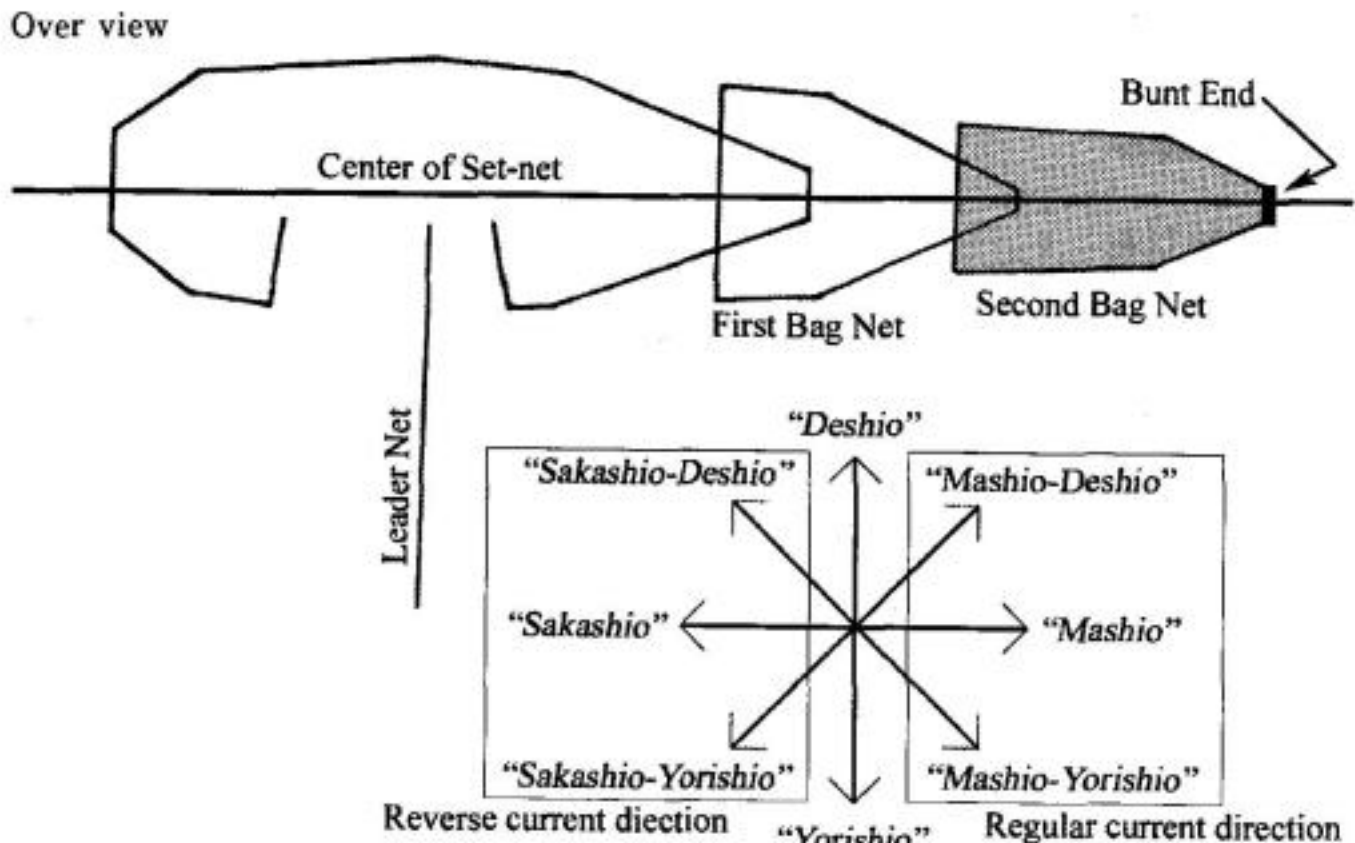 Over view
Bunt End
Center of Set-net
Second Bag Net
First Bag Net
Leader Net
“Deshio”
“Sakashio-Deshio”
“Mashio-Deshio”
“Sakashio”
“Mashio”
“Sakashio-Yorishio”
“Mashio-Yorishio”
Reverse current diection
“Yorishio”
Regular current direction